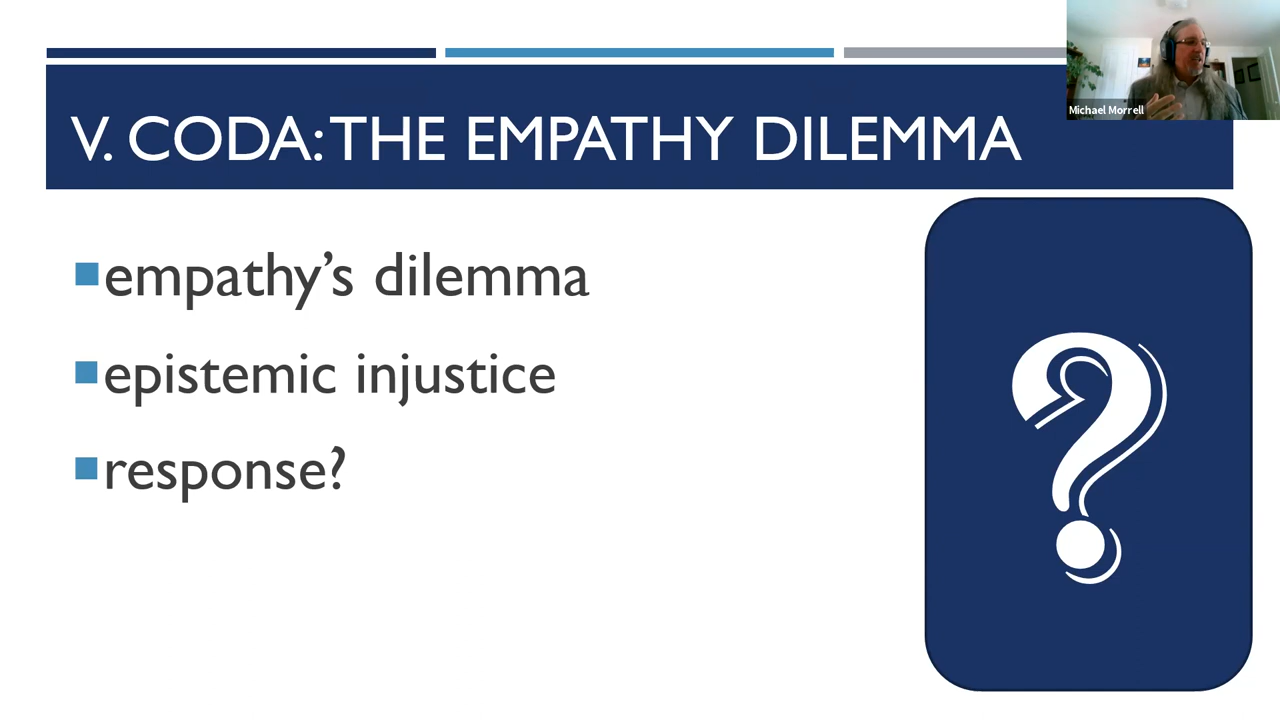 V. CODA: THE EMPATHY DILEMMA
Michael Morrell
empathy’s dilemma
epistemic injustice
response?
?